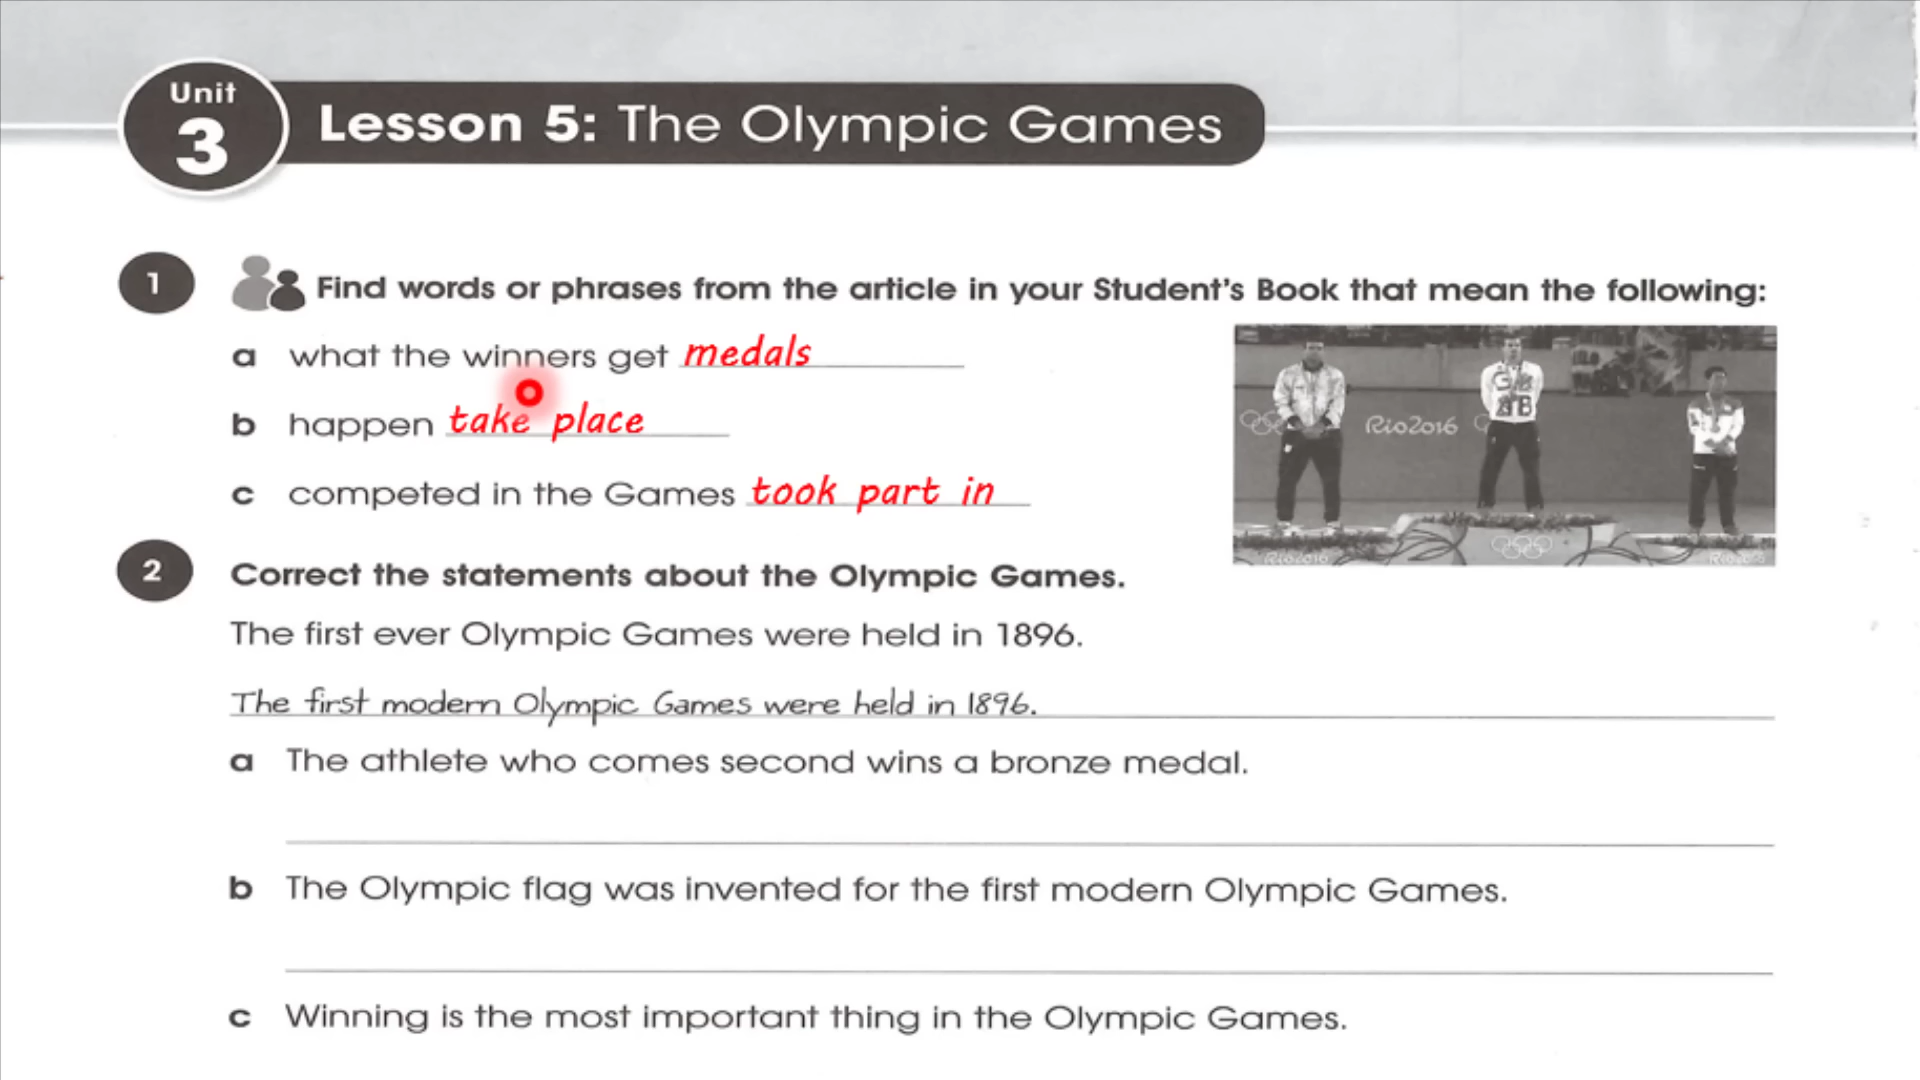 Unit
3
Lesson 5: The Olympic Games
1
Find words or phrases from the article in your Student's Book that mean the following:
a what the winners get medals
b happen take place
c competed in the Games took part in
Rio2016
GB
Rio2016
Rio2016
2
Correct the statements about the Olympic Games.
The first ever Olympic Games were held in 1896.
The first modern Olympic Games were held in 1896.
a The athlete who comes second wins a bronze medal.
b The Olympic flag was invented for the first modern Olympic Games.
c Winning is the most important thing in the Olympic Games.